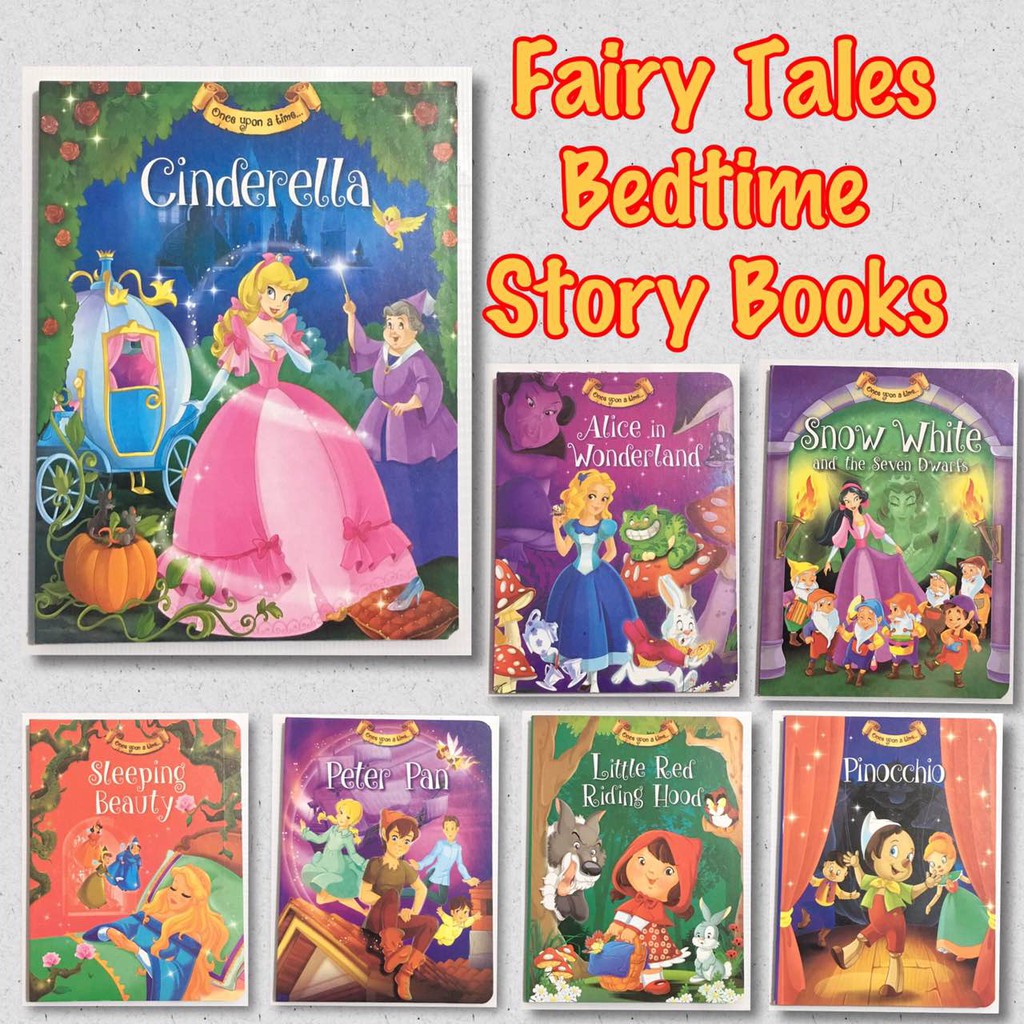 Fairy Tales
Bedtime
Story Books
Once upon a time...
Cinderella
Once upon a time...
Alice in
Wonderland
Once upon a time...
Snow White
and the Seven Dwarfs
Once upon a time...
Sleeping
Beauty
Once upon a time...
Peter Pan
Once upon a time...
Little Red
Riding Hood
Once upon a time...
Pinocchio